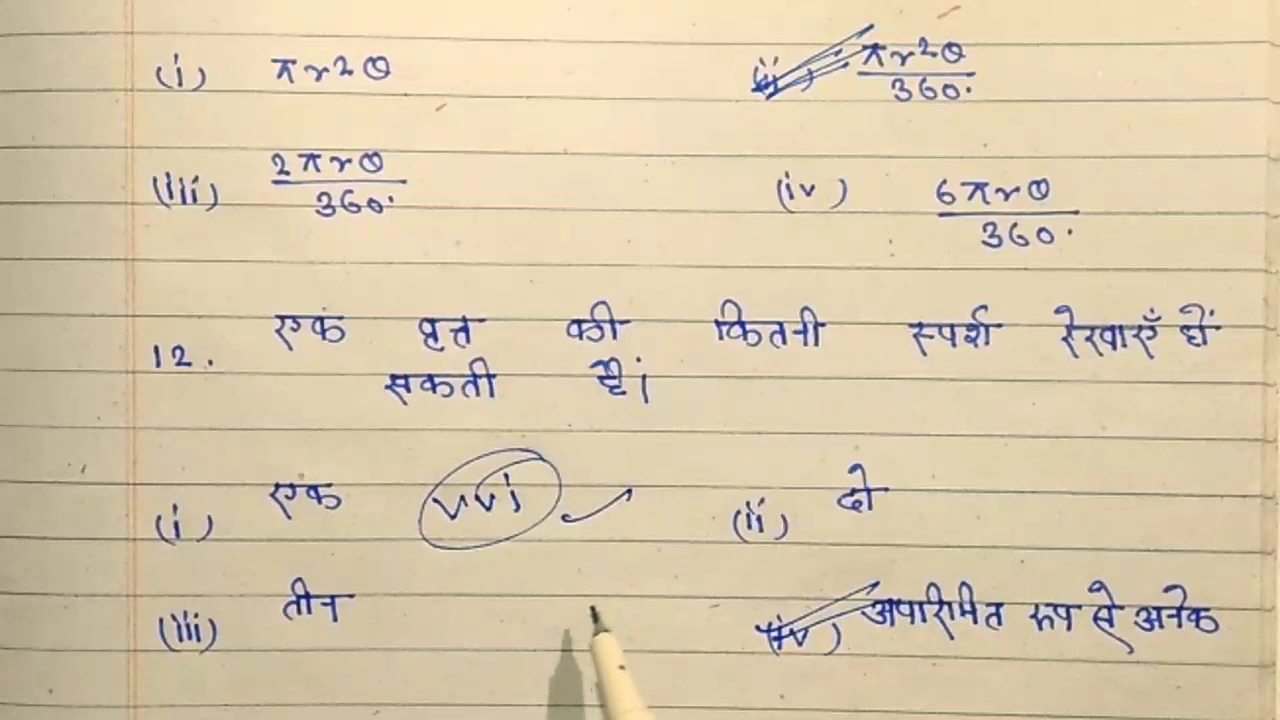 (i) πr2θ (ii) πr2θ/360°
(iii) 2πrθ/360° (iv) 6πrθ/360°
12. एक वृत्त की कितनी स्पर्श रेखाएँ हों
सकती है।
(i) एक vvi (ii) दो
(iii) तीन (iv) अपरिमित रूप से अनेक